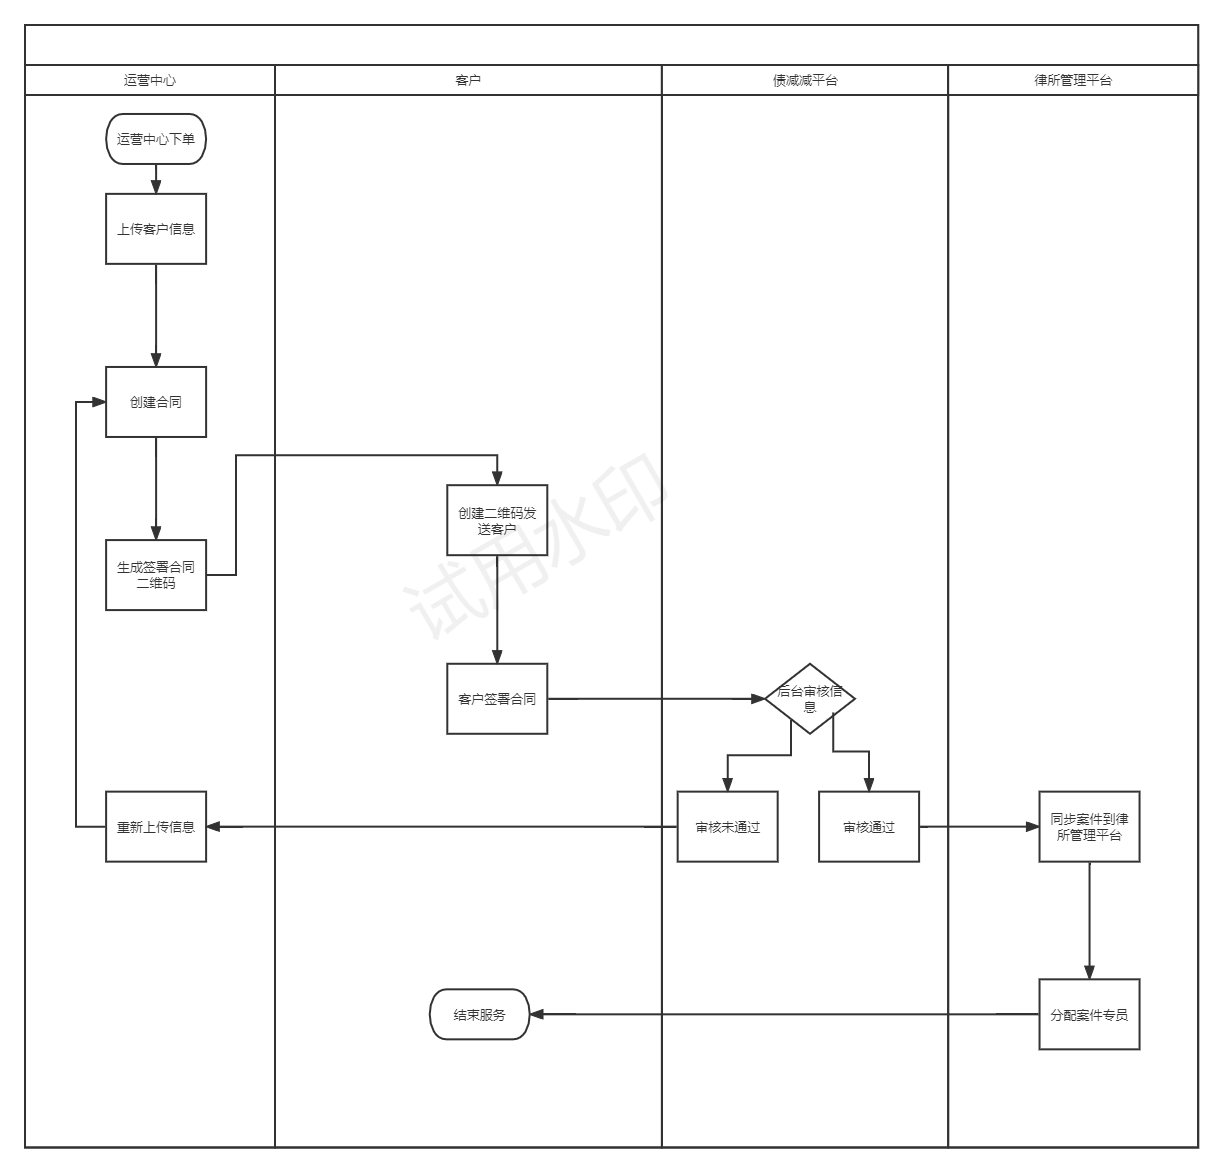 运营中心
客户
债减减平台
律所管理平台
运营中心下单
上传客户信息
创建合同
创建二维码发
送客户
生成签署合同
二维码
试用水印
客户签署合同
后台审核信
息
重新上传信息
审核未通过
审核通过
同步案件到律
所管理平台
结束服务
分配案件专员